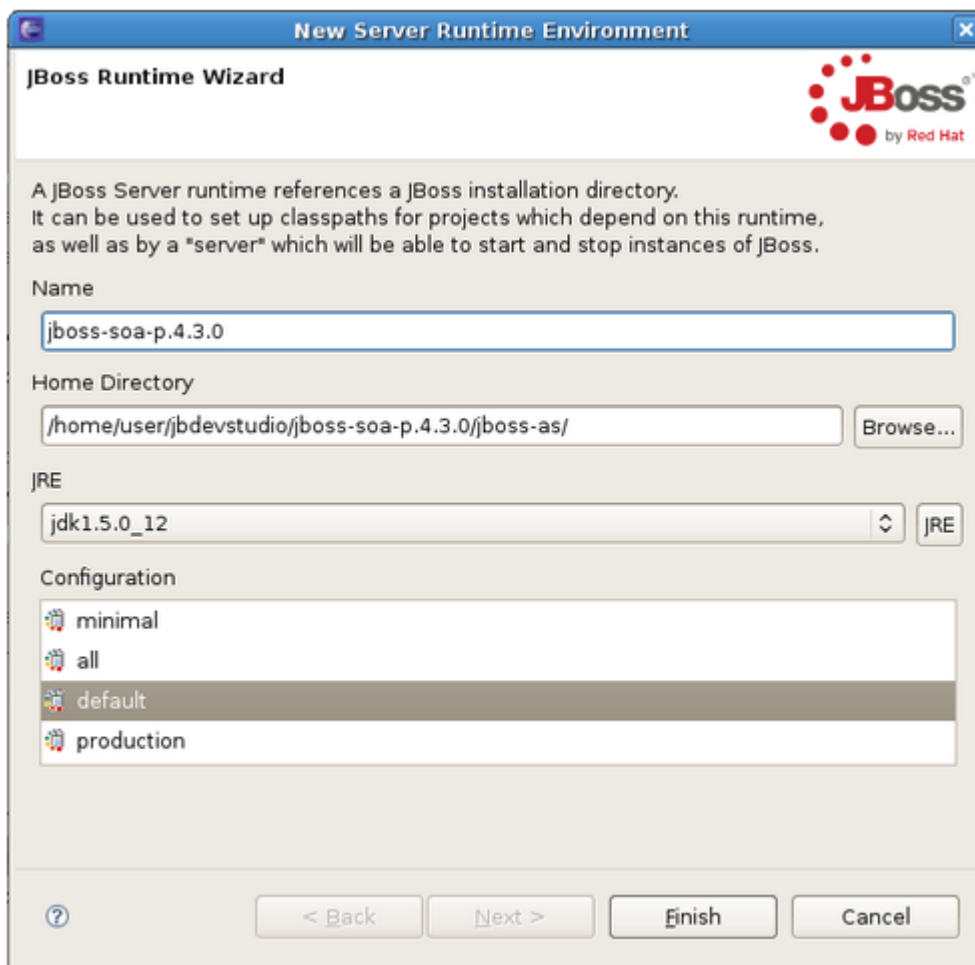 New Server Runtime Environment
JBoss Runtime Wizard
JBoss
by Red Hat
A JBoss Server runtime references a JBoss installation directory.
It can be used to set up classpaths for projects which depend on this runtime,
as well as by a "server" which will be able to start and stop instances of JBoss.
Name
jboss-soa-p.4.3.0
Home Directory
/home/user/jbdevstudio/jboss-soa-p.4.3.0/jboss-as/ Browse...
JRE
jdk1.5.0_12 JRE
Configuration
minimal
all
default
production
? < Back Next > Finish Cancel